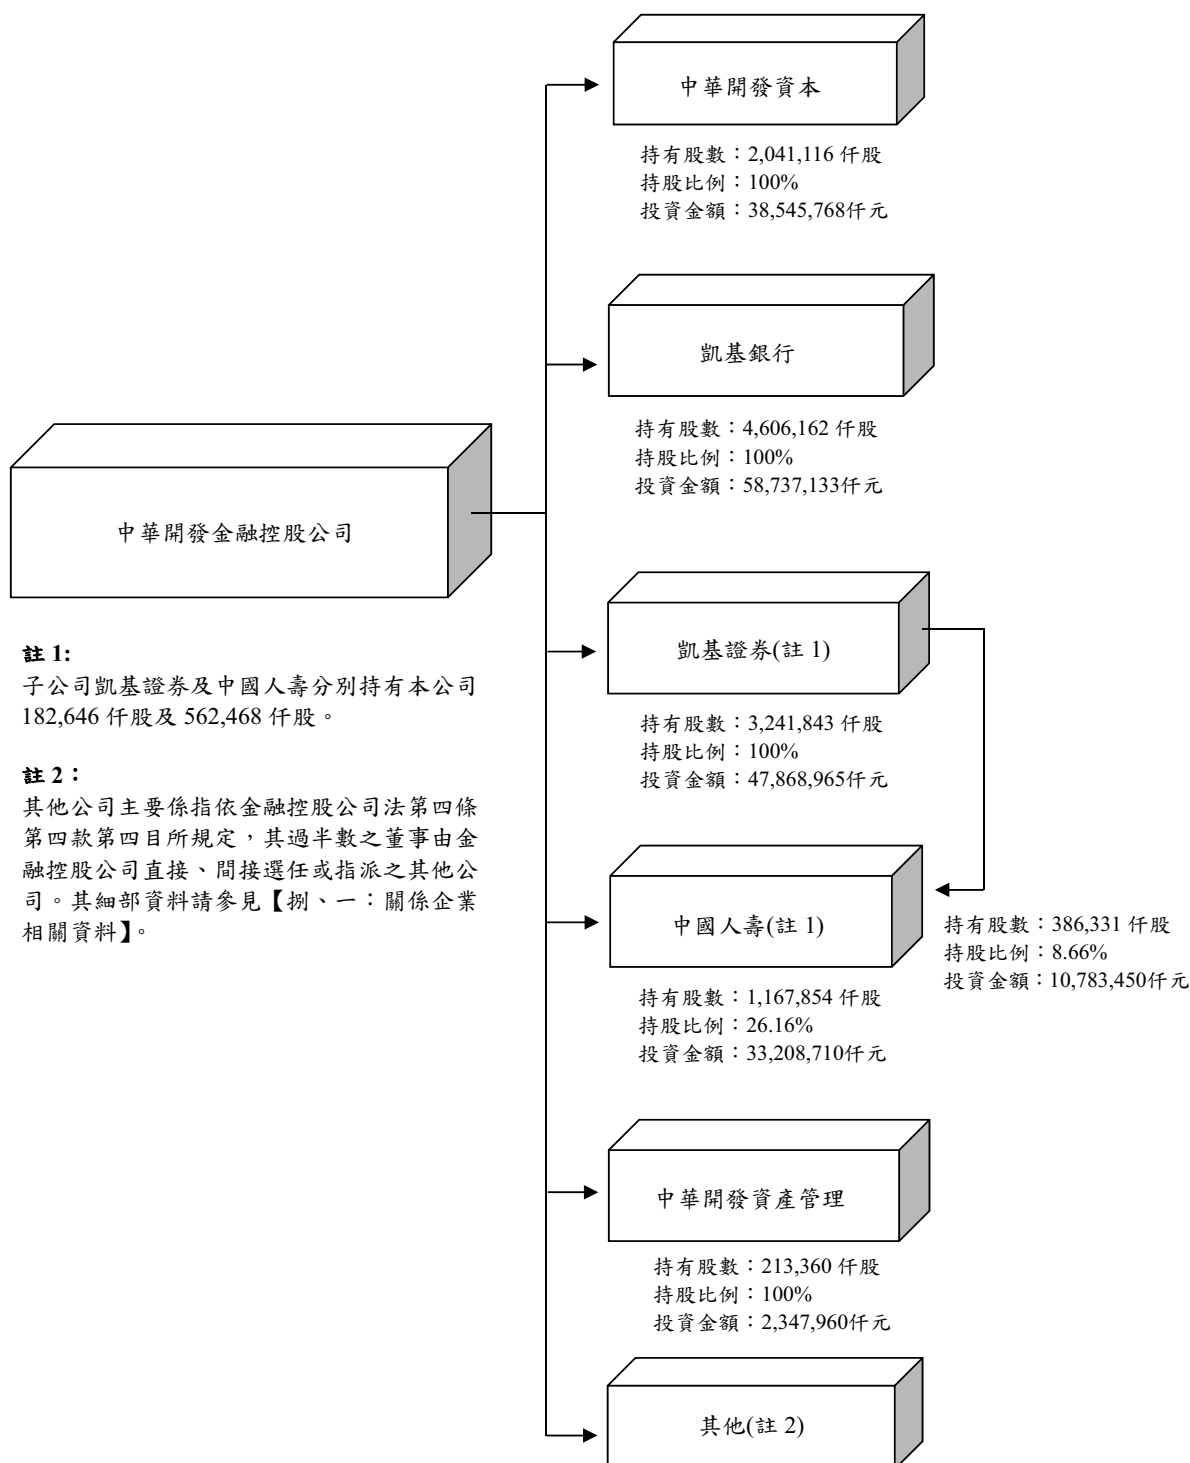 中華開發資本
持有股數：2,041,116 仟股
持股比例：100%
投資金額：38,545,768仟元
凱基銀行
持有股數：4,606,162 仟股
持股比例：100%
投資金額：58,737,133仟元
中華開發金融控股公司
註 1:
子公司凱基證券及中國人壽分別持有本公司
182,646 仟股及 562,468 仟股。
註 2：
其他公司主要係指依金融控股公司法第四條
第四款第四目所規定，其過半數之董事由金
融控股公司直接、間接選任或指派之其他公
司。其細部資料請參見【捌、一：關係企業
相關資料】。
凱基證券(註 1)
持有股數：3,241,843 仟股
持股比例：100%
投資金額：47,868,965仟元
中國人壽(註 1)
持有股數：1,167,854 仟股
持股比例：26.16%
投資金額：33,208,710仟元
持有股數：386,331 仟股
持股比例：8.66%
投資金額：10,783,450仟元
中華開發資產管理
持有股數：213,360 仟股
持股比例：100%
投資金額：2,347,960仟元
其他(註 2)